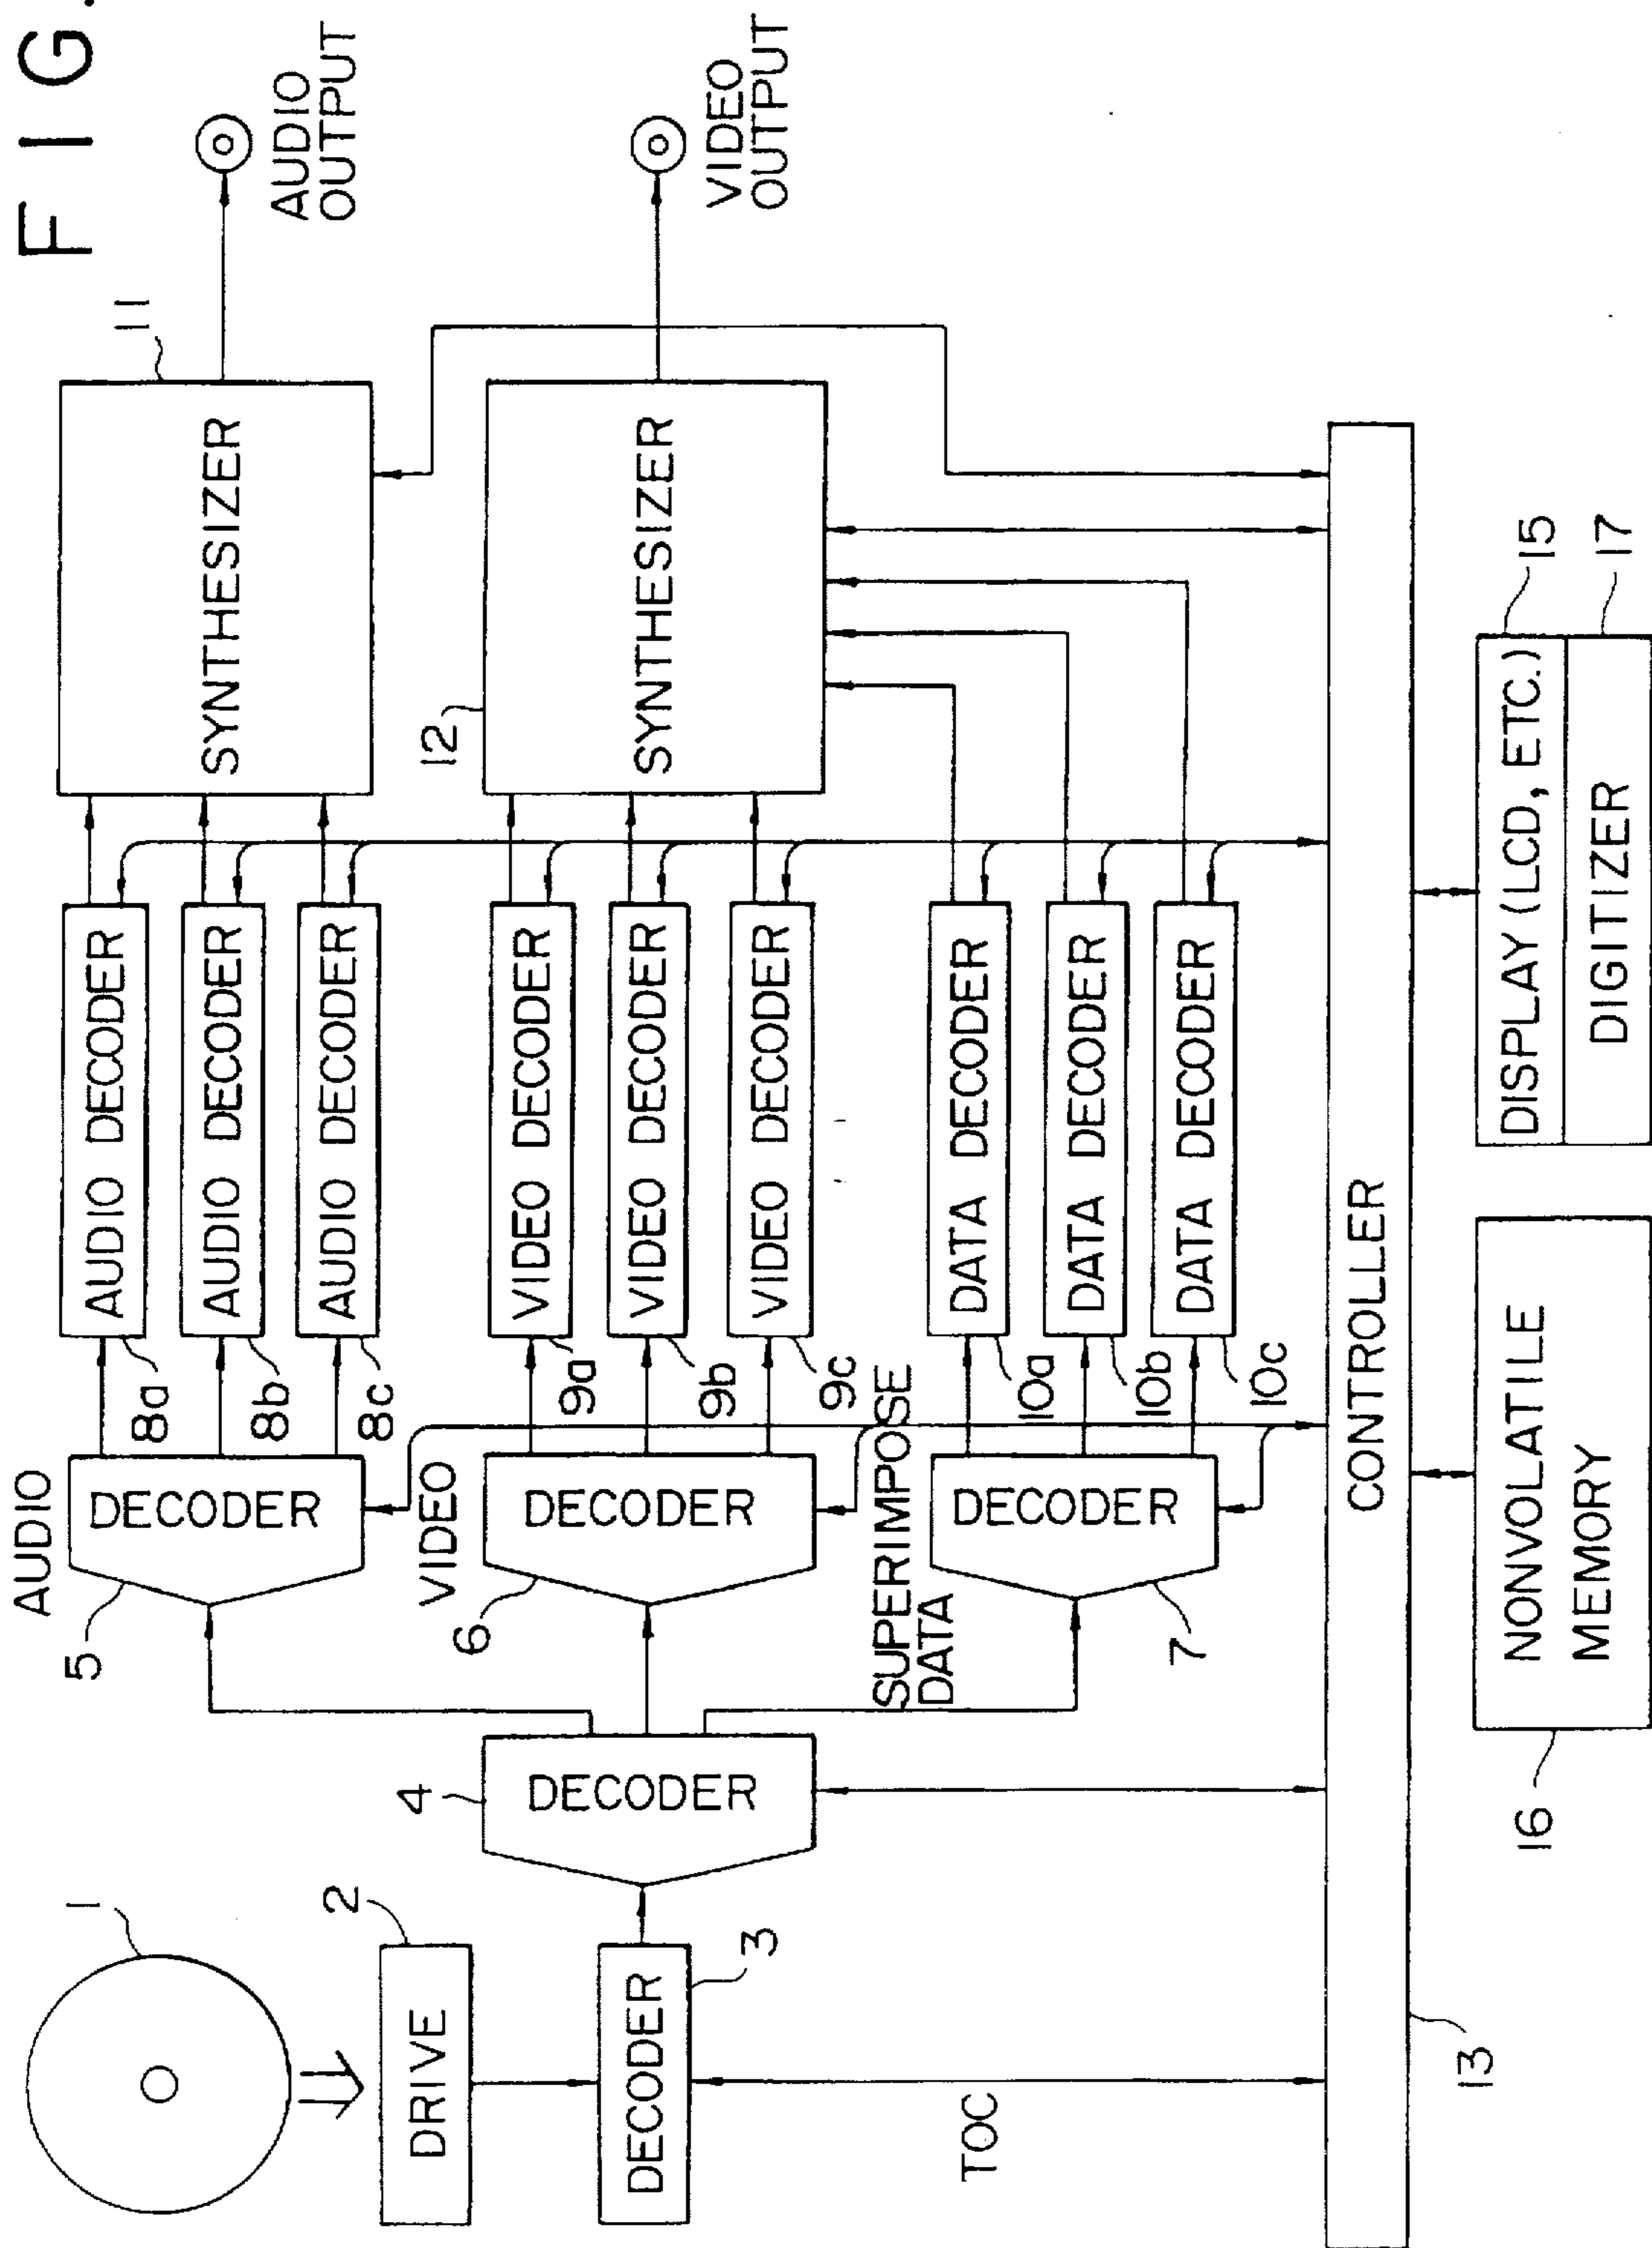 FIG.
1
2
DRIVE
DECODER
3
TOC
4
DECODER
AUDIO
5
DECODER
VIDEO
6
DECODER
SUPERIMPOSE
DATA
7
DECODER
8a
AUDIO DECODER
8b
AUDIO DECODER
8c
AUDIO DECODER
9a
VIDEO DECODER
9b
VIDEO DECODER
9c
VIDEO DECODER
10a
DATA DECODER
10b
DATA DECODER
10c
DATA DECODER
11
SYNTHESIZER
12
SYNTHESIZER
AUDIO
OUTPUT
VIDEO
OUTPUT
CONTROLLER
13
16
NONVOLATILE
MEMORY
DISPLAY (LCD, ETC.)
15
DIGITIZER
17